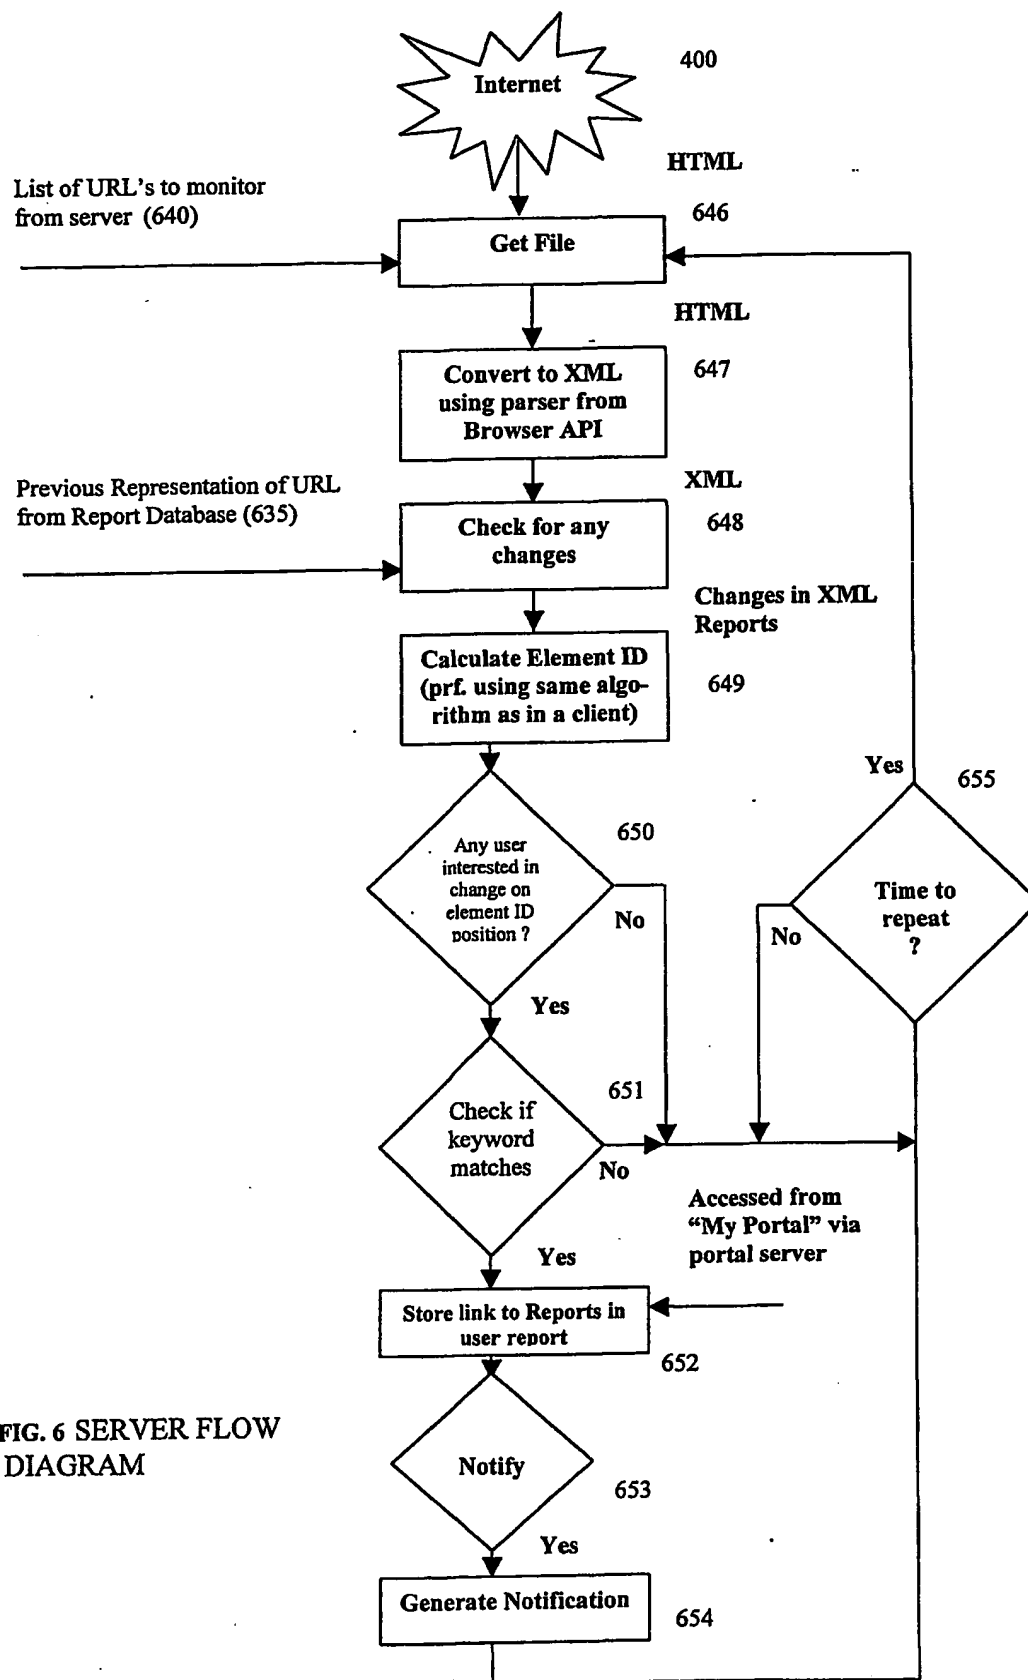 400
Internet
HTML
List of URL's to monitor
from server (640)
646
Get File
HTML
647
Convert to XML
using parser from
Browser API
XML
Previous Representation of URL
from Report Database (635)
648
Check for any
changes
Changes in XML
Reports
Calculate Element ID
(prf. using same algo-
rithm as in a client)
649
Yes
655
650
Any user
interested in
change on
element ID
position ?
No
Time to
repeat
?
No
Yes
651
Check if
keyword
matches
No
Accessed from
“My Portal” via
portal server
Yes
Store link to Reports in
user report
652
FIG. 6 SERVER FLOW
DIAGRAM
Notify
653
Yes
Generate Notification
654